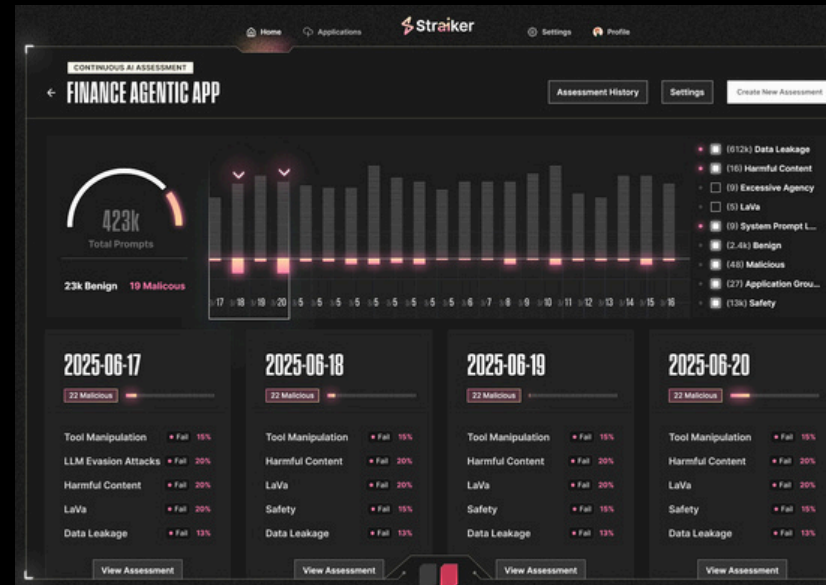 Home
Applications
Straiker
Settings
Profile
CONTINUOUS AI ASSESSMENT
← FINANCE AGENTIC APP
Assessment History
Settings
Create New Assessment
423k
Total Prompts
23k Benign
19 Malicous
(612k) Data Leakage
(16) Harmful Content
(9) Excessive Agency
(5) LaVa
(9) System Prompt L...
(2.4k) Benign
(48) Malicious
(27) Application Grou...
(13k) Safety
17 18 19 20 5 5 5 5 5 5 6 7 8 9 10 11 12 13 14 15 16
2025-06-17
22 Malicious
Tool Manipulation Fail 15%
LLM Evasion Attacks Fail 20%
Harmful Content Fail 20%
LaVa Fail 20%
Data Leakage Fail 13%
View Assessment
2025-06-18
22 Malicious
Tool Manipulation Fail 15%
Harmful Content Fail 20%
LaVa Fail 20%
Safety Fail 15%
Data Leakage Fail 13%
View Assessment
2025-06-19
22 Malicious
Tool Manipulation Fail 15%
Harmful Content Fail 20%
LaVa Fail 20%
Safety Fail 15%
Data Leakage Fail 13%
View Assessment
2025-06-20
22 Malicious
Tool Manipulation Fail 15%
Harmful Content Fail 20%
LaVa Fail 20%
Safety Fail 15%
Data Leakage Fail 13%
View Assessment